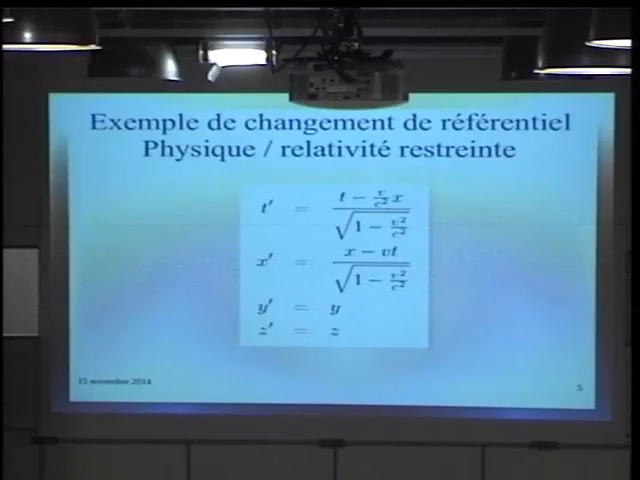 Exemple de changement de référentiel
Physique / relativité restreinte
t′ = (t − (v/c²)x) / √(1 − v²/c²)
x′ = (x − vt) / √(1 − v²/c²)
y′ = y
z′ = z
15 novembre 2014
5